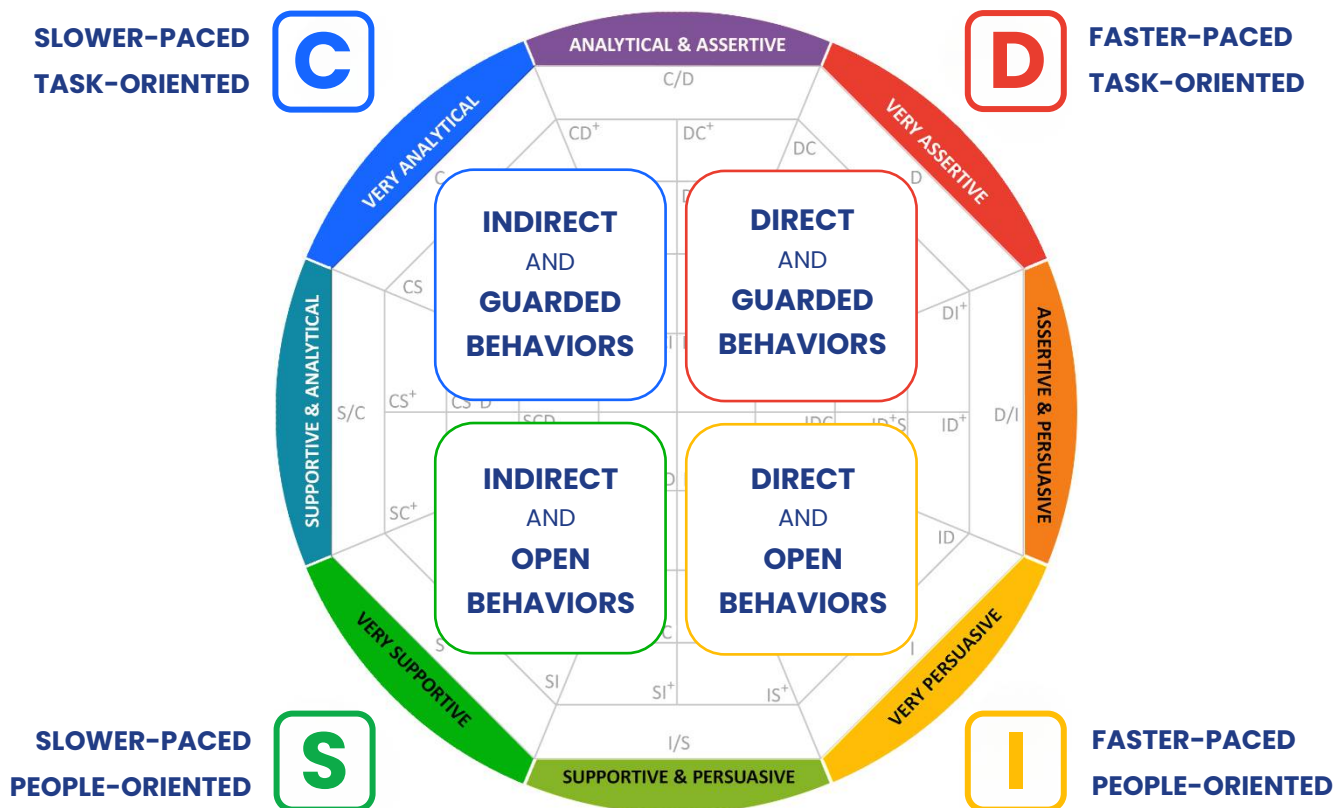 SLOWER-PACED
TASK-ORIENTED
C
ANALYTICAL & ASSERTIVE
D
FASTER-PACED
TASK-ORIENTED
VERY ANALYTICAL
VERY ASSERTIVE
C/D
CD+
DC+
DC
C
D
INDIRECT
AND
GUARDED
BEHAVIORS
DIRECT
AND
GUARDED
BEHAVIORS
CS
DI+
SUPPORTIVE & ANALYTICAL
ASSERTIVE & PERSUASIVE
S/C
CS+
ID+S
ID+
D/I
INDIRECT
AND
OPEN
BEHAVIORS
DIRECT
AND
OPEN
BEHAVIORS
SC+
ID
S
I
SI
SI+
IS+
VERY SUPPORTIVE
VERY PERSUASIVE
I/S
SUPPORTIVE & PERSUASIVE
SLOWER-PACED
PEOPLE-ORIENTED
S
I
FASTER-PACED
PEOPLE-ORIENTED